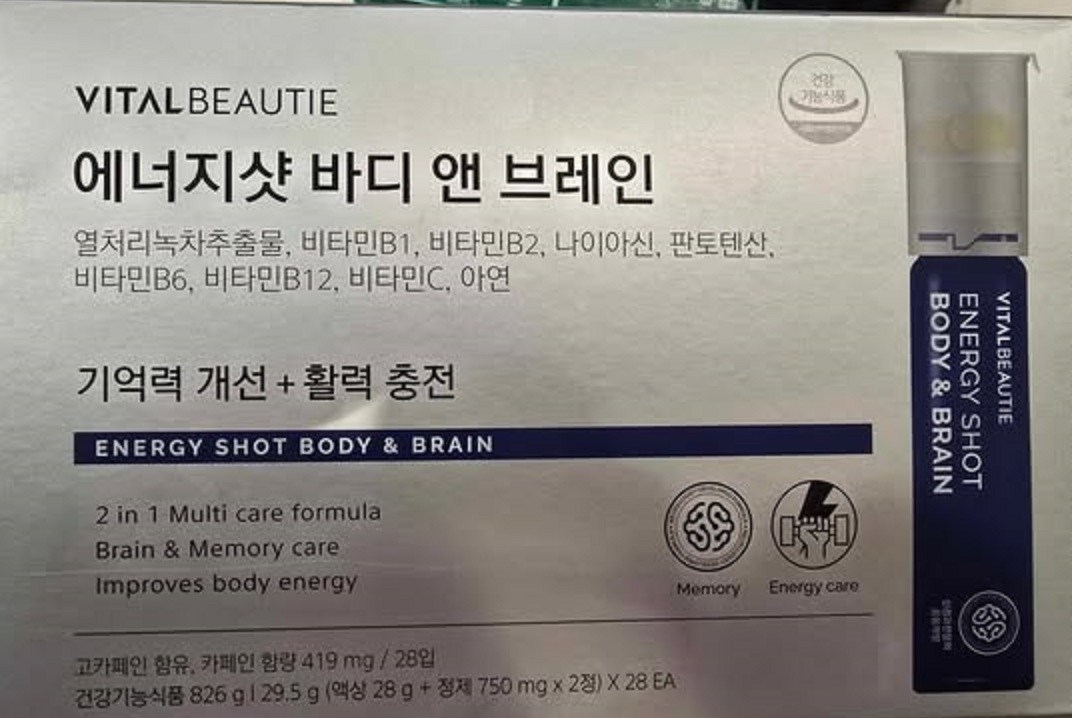 VITALBEAUTIE
건강
기능식품
에너지샷 바디 앤 브레인
열처리녹차추출물, 비타민B1, 비타민B2, 나이아신, 판토텐산,
비타민B6, 비타민B12, 비타민C, 아연
기억력 개선 + 활력 충전
ENERGY SHOT BODY & BRAIN
2 in 1 Multi care formula
Brain & Memory care
Improves body energy
Memory
Energy care
고카페인 함유, 카페인 함량 419 mg / 28입
건강기능식품 826 g l 29.5 g (액상 28 g + 정제 750 mg x 2정) X 28 EA
VITALBEAUTIE
ENERGY SHOT
BODY & BRAIN